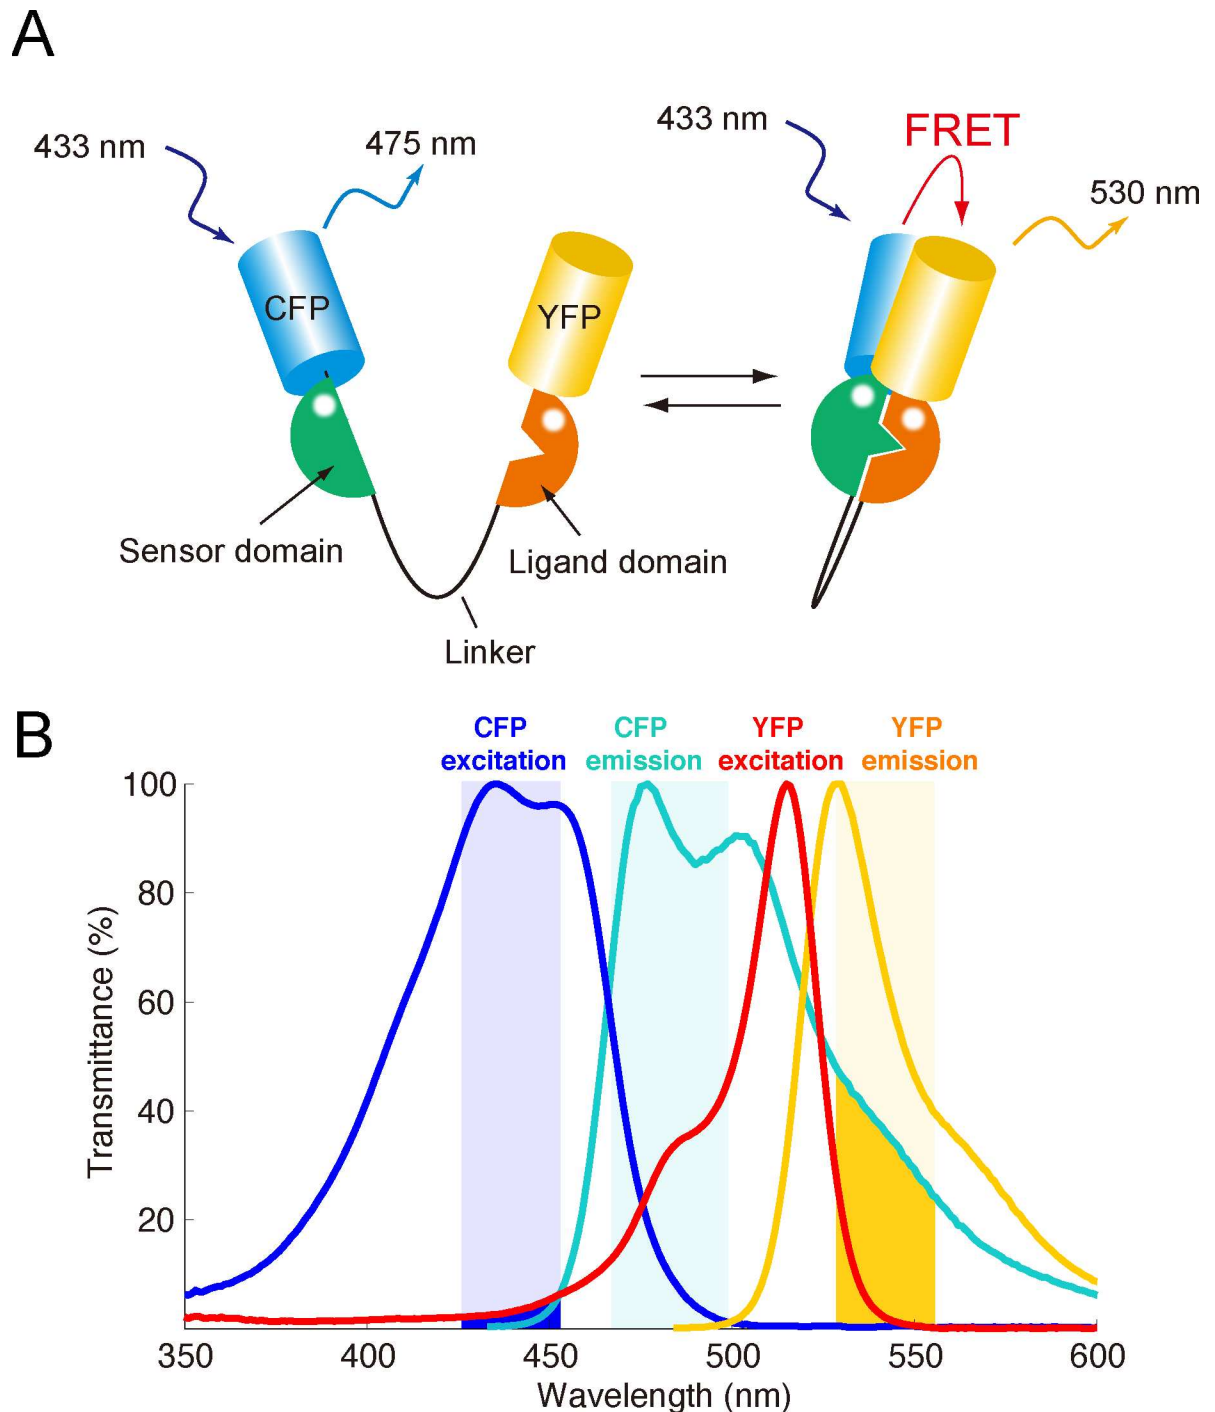 A
433 nm
475 nm
433 nm
FRET
530 nm
CFP
YFP
Sensor domain
Ligand domain
Linker
B
CFP
excitation
CFP
emission
YFP
excitation
YFP
emission
100
80
60
40
20
Transmittance (%)
350
400
450
500
550
600
Wavelength (nm)